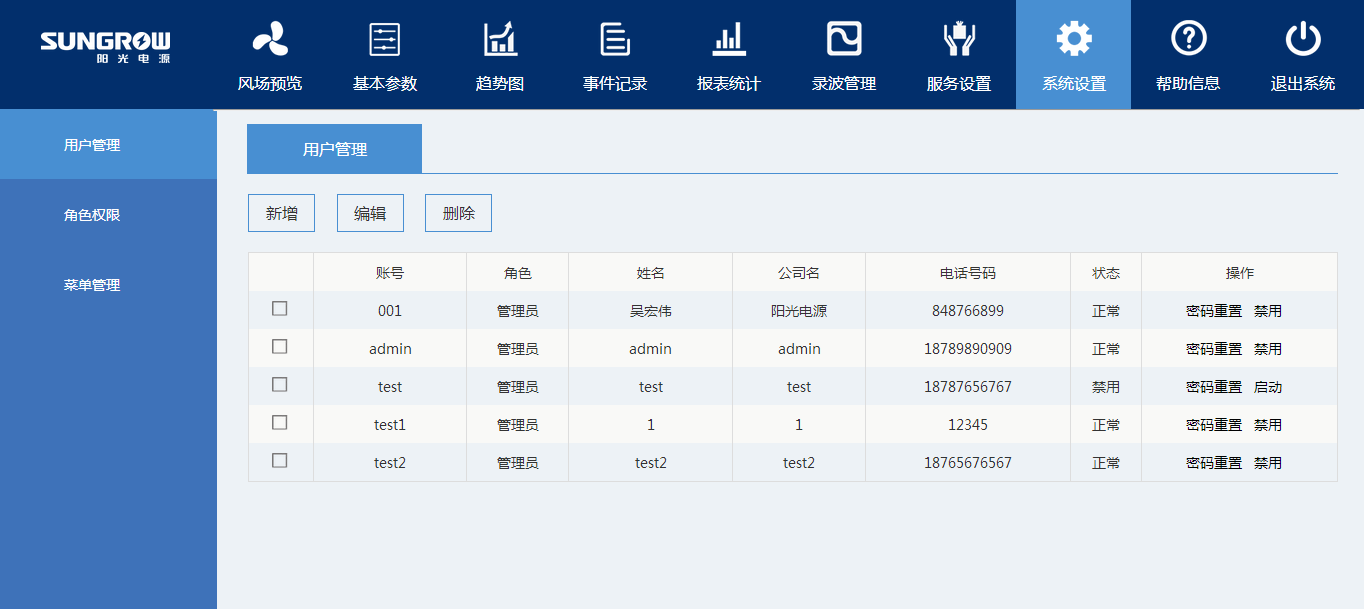 SUNGROW
阳光电源
风场预览 基本参数 趋势图 事件记录 报表统计 录波管理 服务设置 系统设置 帮助信息 退出系统
用户管理
角色权限
菜单管理
用户管理
新增 编辑 删除
账号 角色 姓名 公司名 电话号码 状态 操作
001 管理员 吴宏伟 阳光电源 848766899 正常 密码重置 禁用
admin 管理员 admin admin 18789890909 正常 密码重置 禁用
test 管理员 test test 18787656767 禁用 密码重置 启动
test1 管理员 1 1 12345 正常 密码重置 禁用
test2 管理员 test2 test2 18765676567 正常 密码重置 禁用